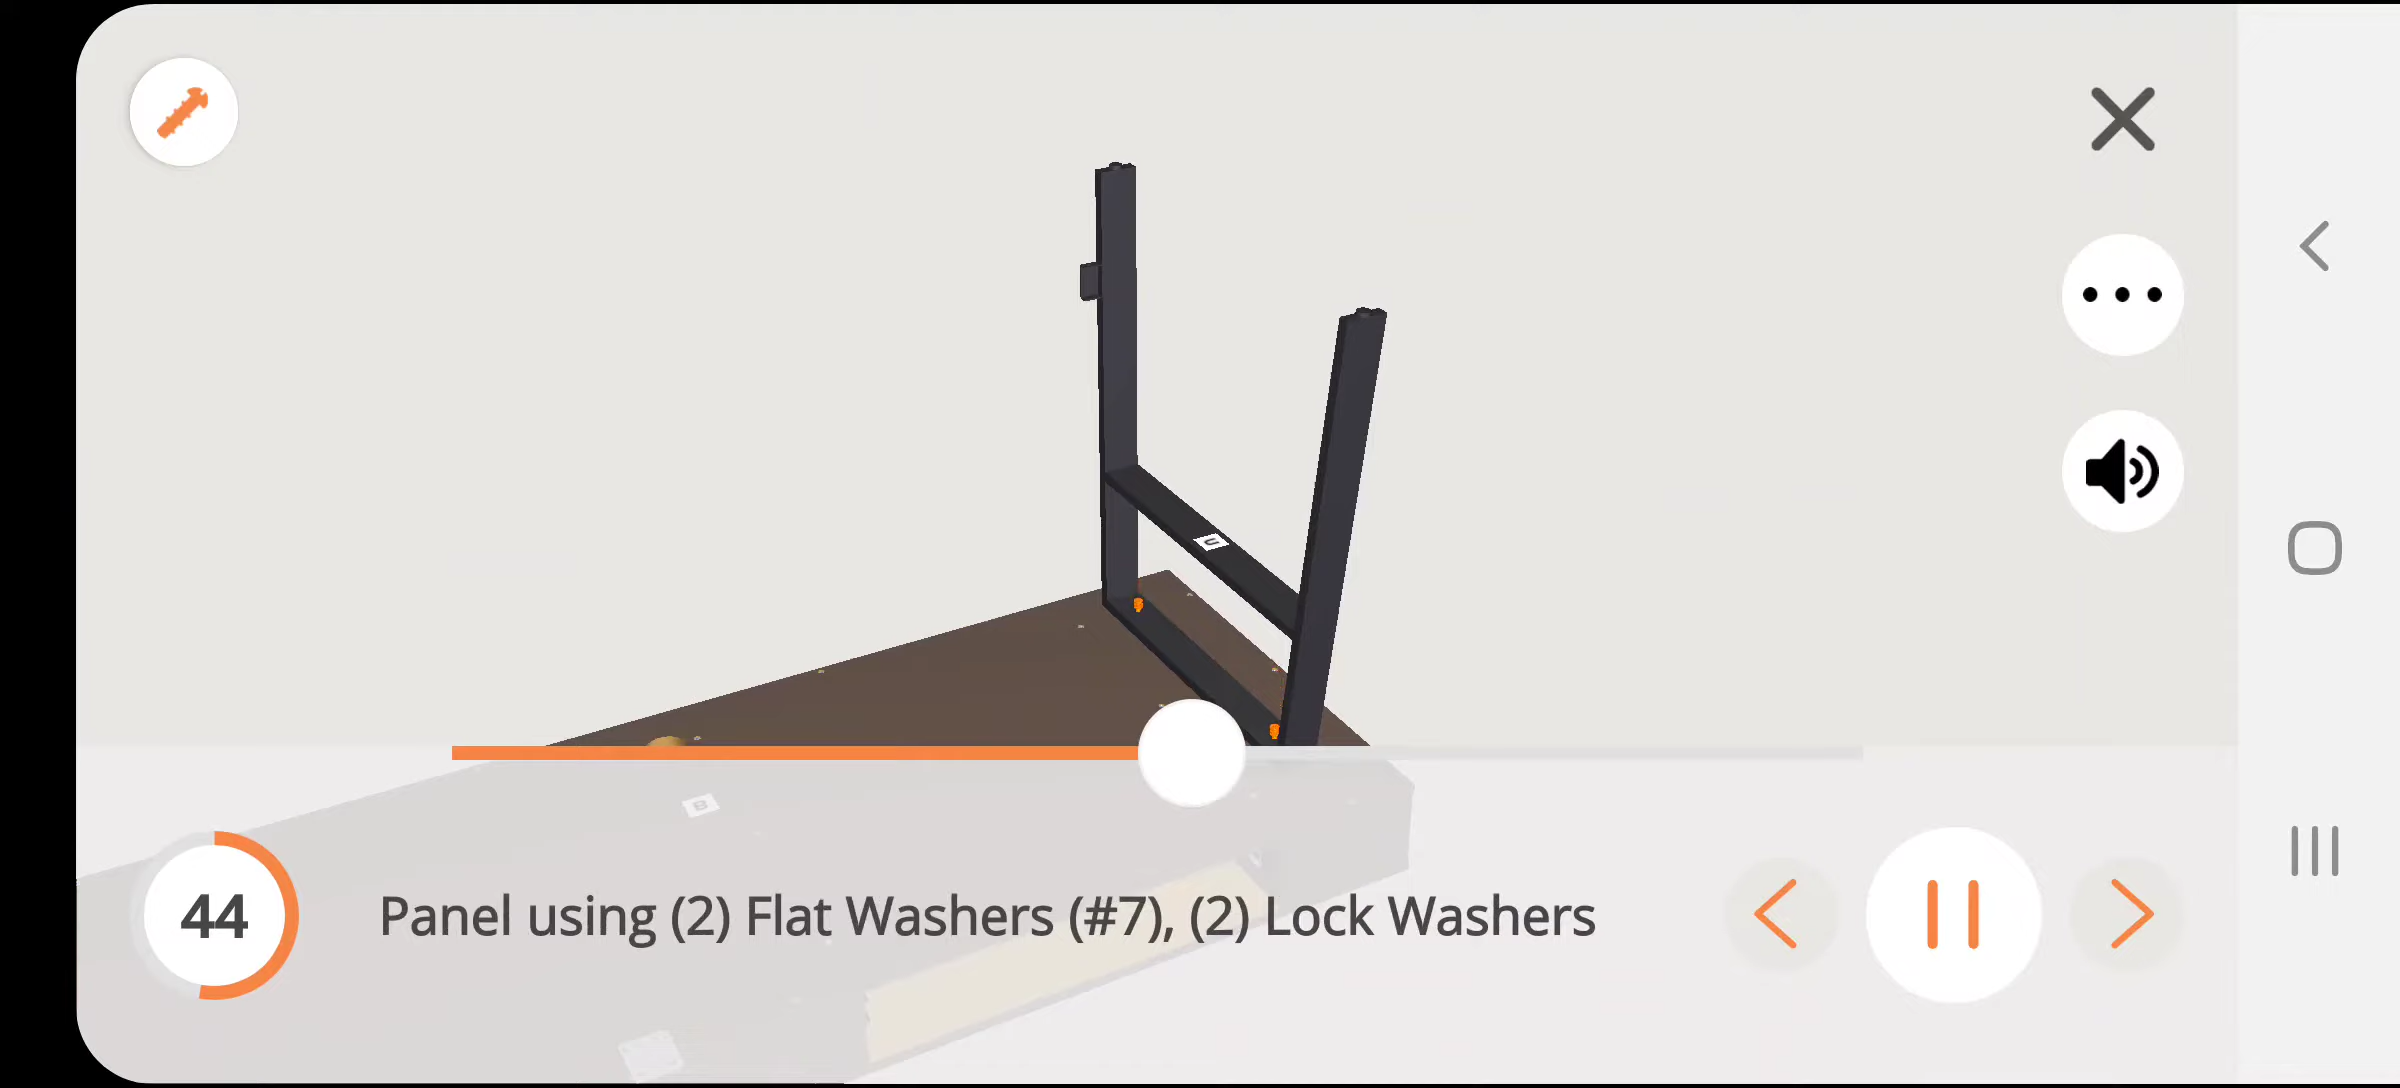 U
B
44
Panel using (2) Flat Washers (#7), (2) Lock Washers